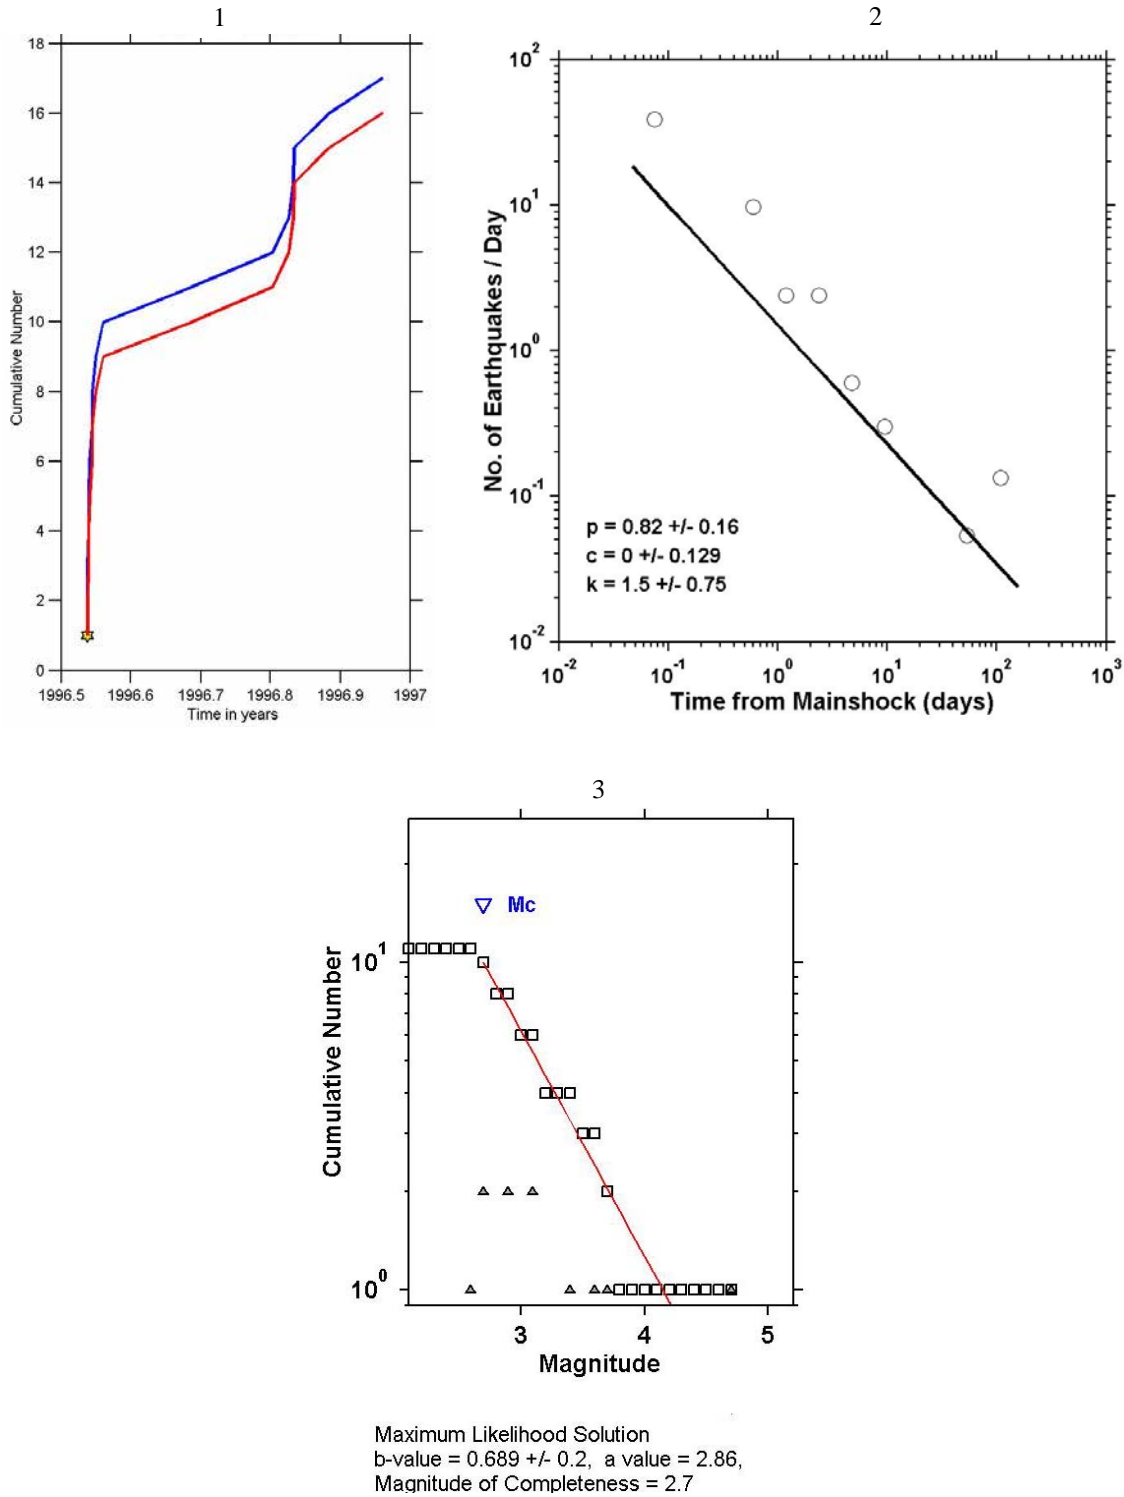 1
18
16
14
12
10
8
6
4
2
0
Cumulative Number
1996.5 1996.6 1996.7 1996.8 1996.9 1997
Time in years
2
10^2
10^1
10^0
10^-1
10^-2
No. of Earthquakes / Day
p = 0.82 +/- 0.16
c = 0 +/- 0.129
k = 1.5 +/- 0.75
10^-2 10^-1 10^0 10^1 10^2 10^3
Time from Mainshock (days)
3
Mc
10^1
10^0
Cumulative Number
3 4 5
Magnitude
Maximum Likelihood Solution
b-value = 0.689 +/- 0.2, a value = 2.86,
Magnitude of Completeness = 2.7